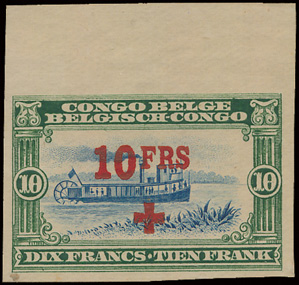 CONGO BELGE
BELGISCH-CONGO
10 FRS
10 10
DIX FRANCS · TIEN FRANK